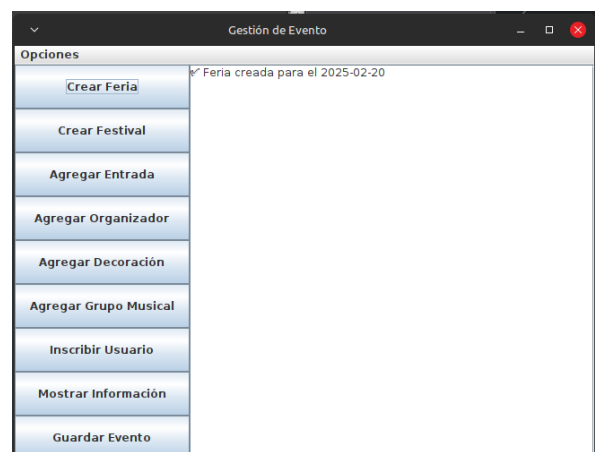 Gestión de Evento
Opciones
Crear Feria
✔ Feria creada para el 2025-02-20
Crear Festival
Agregar Entrada
Agregar Organizador
Agregar Decoración
Agregar Grupo Musical
Inscribir Usuario
Mostrar Información
Guardar Evento